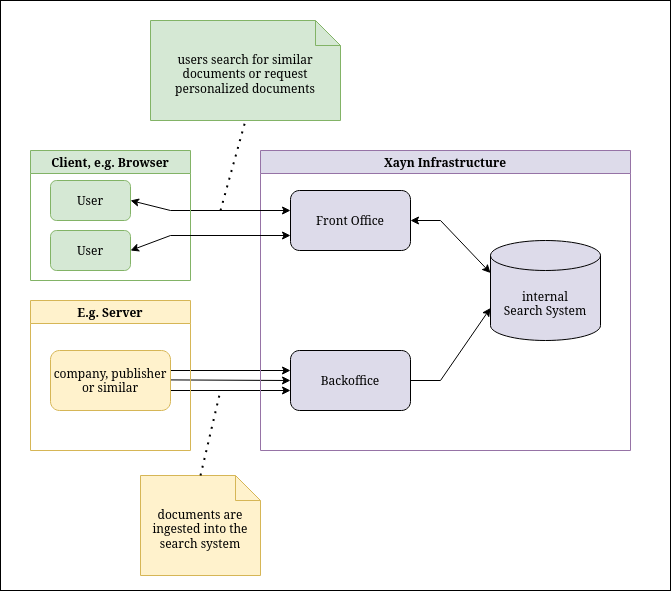 users search for similar
documents or request
personalized documents
Client, e.g. Browser
User
User
Xayn Infrastructure
Front Office
internal
Search System
E.g. Server
company, publisher
or similar
Backoffice
documents are
ingested into the
search system